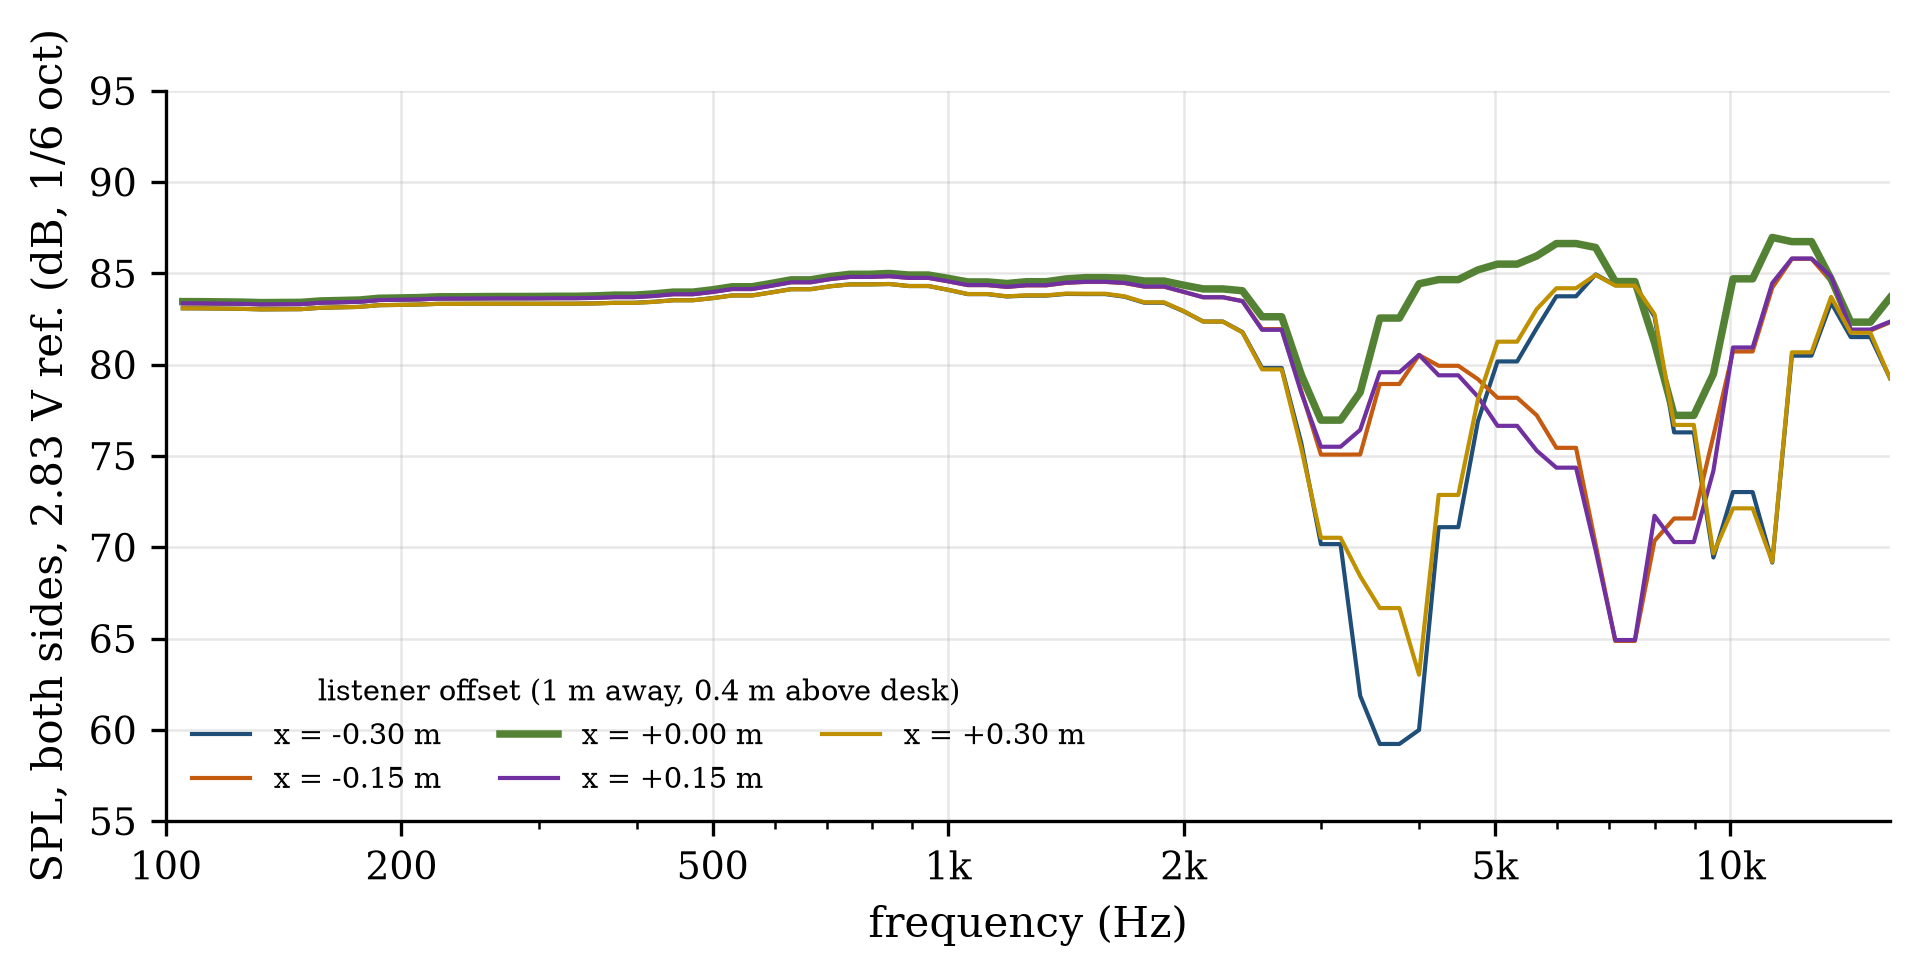 SPL, both sides, 2.83 V ref. (dB, 1/6 oct)
95
90
85
80
75
70
65
60
55
listener offset (1 m away, 0.4 m above desk)
x = -0.30 m
x = +0.00 m
x = +0.30 m
x = -0.15 m
x = +0.15 m
100
200
500
1k
2k
5k
10k
frequency (Hz)